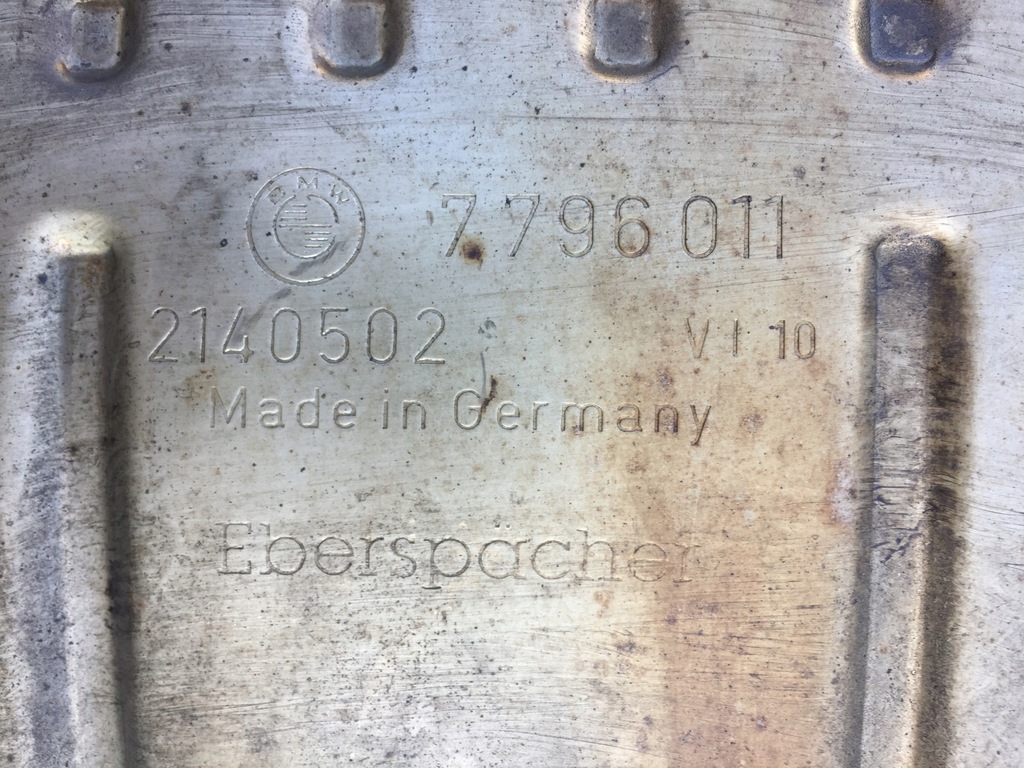 BMW 7 796 011
2140502 V I 10
Made in Germany
Eberspächer